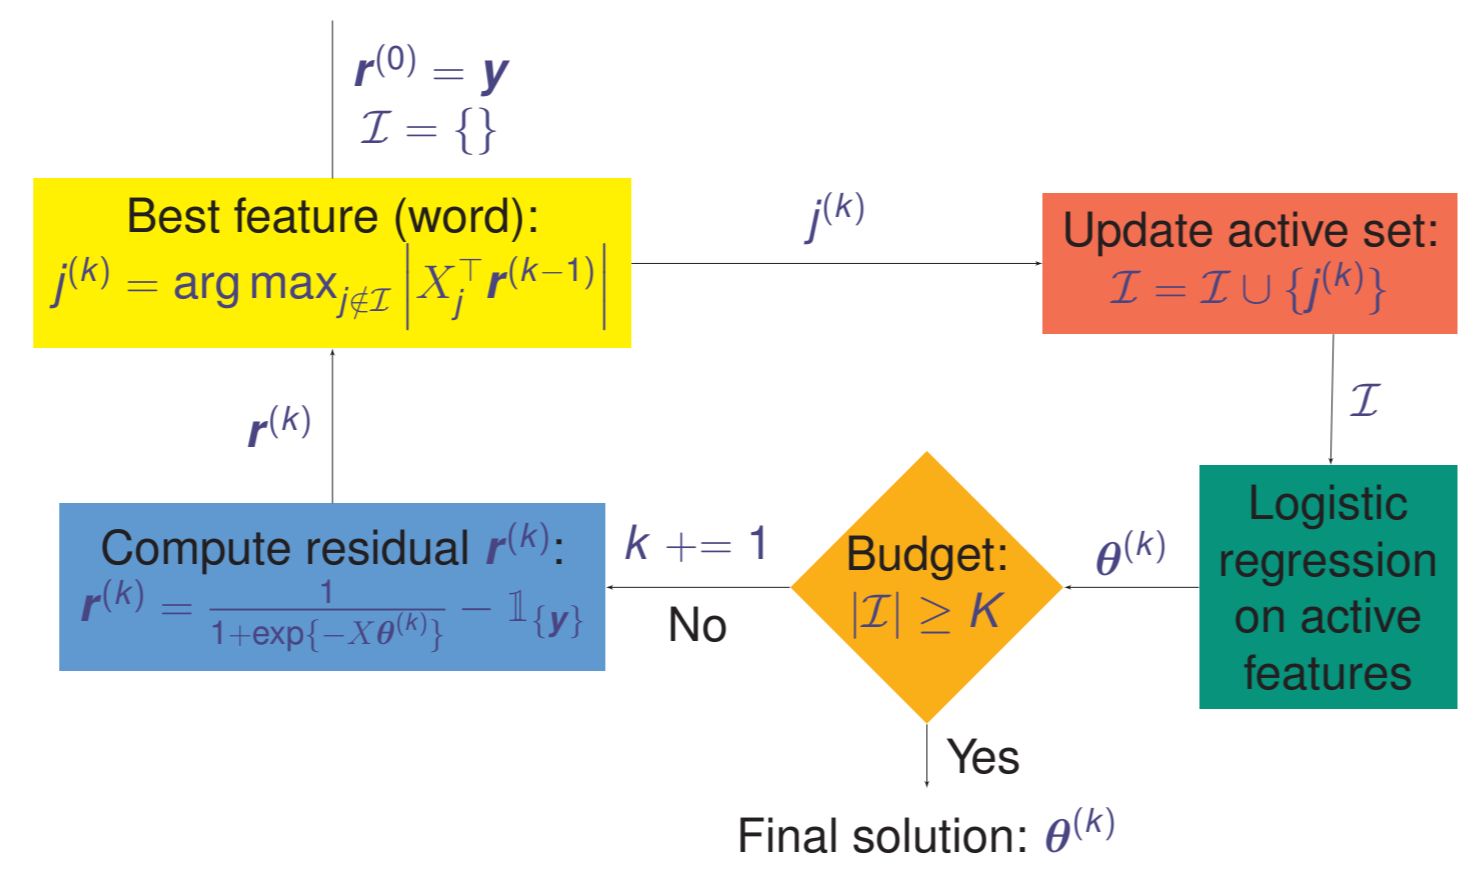 r^(0) = y
ℐ = {}
Best feature (word):
j^(k) = arg max_{j∉ℐ} |X_j^⊤ r^(k−1)|
j^(k)
Update active set:
ℐ = ℐ ∪ {j^(k)}
ℐ
r^(k)
Logistic
regression
on active
features
θ^(k)
Budget:
|ℐ| ≥ K
k += 1
No
Compute residual r^(k):
r^(k) = 1/(1+exp{−Xθ^(k)}) − 𝟙_{y}
Yes
Final solution: θ^(k)